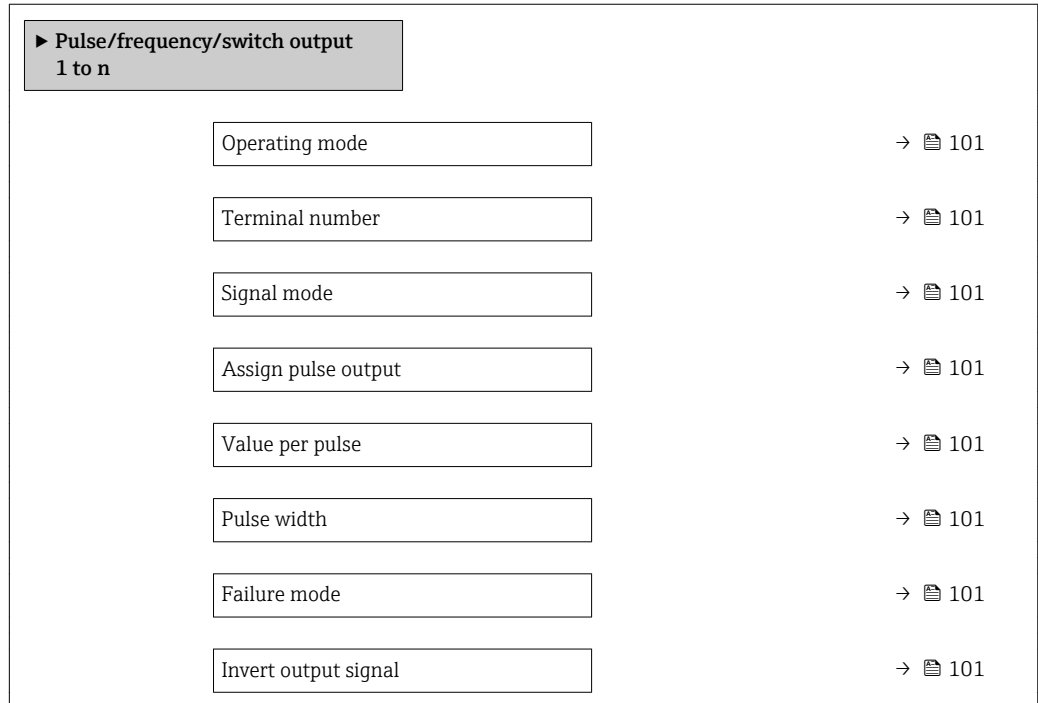 ▶ Pulse/frequency/switch output
1 to n
Operating mode → 101
Terminal number → 101
Signal mode → 101
Assign pulse output → 101
Value per pulse → 101
Pulse width → 101
Failure mode → 101
Invert output signal → 101